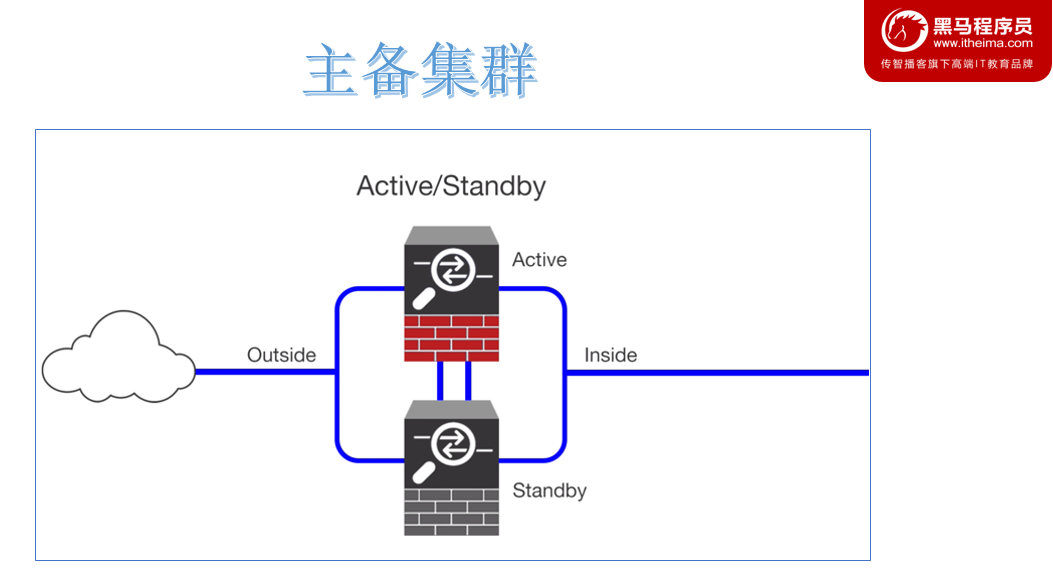 黑马程序员
www.itheima.com
传智播客旗下高端IT教育品牌
主备集群
Active/Standby
Active
Outside
Inside
Standby